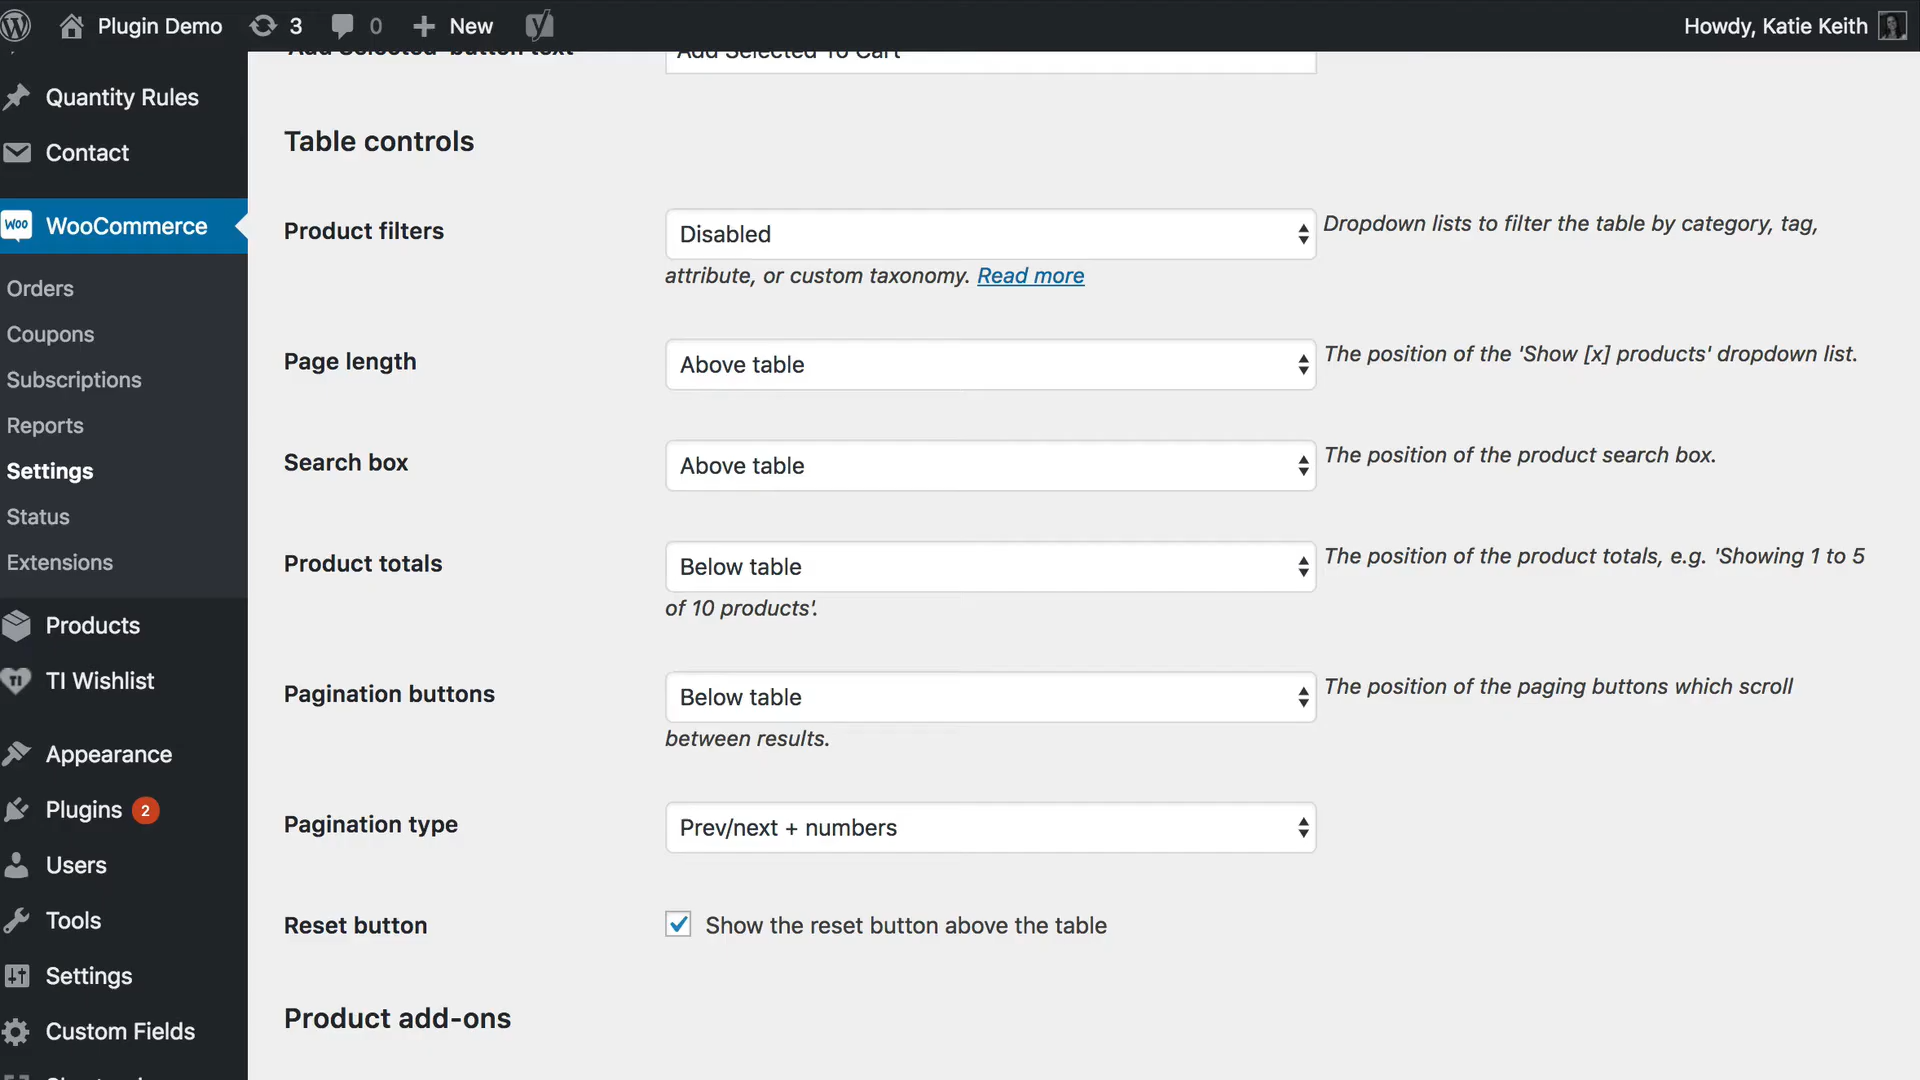 Plugin Demo 3 0 New Howdy, Katie Keith
Add Selected To Cart
Quantity Rules
Contact
WOO WooCommerce
Orders
Coupons
Subscriptions
Reports
Settings
Status
Extensions
Products
TI TI Wishlist
Appearance
Plugins 2
Users
Tools
Settings
Custom Fields
Table controls
Product filters Disabled Dropdown lists to filter the table by category, tag,
attribute, or custom taxonomy. Read more
Page length Above table The position of the 'Show [x] products' dropdown list.
Search box Above table The position of the product search box.
Product totals Below table The position of the product totals, e.g. 'Showing 1 to 5
of 10 products'.
Pagination buttons Below table The position of the paging buttons which scroll
between results.
Pagination type Prev/next + numbers
Reset button Show the reset button above the table
Product add-ons